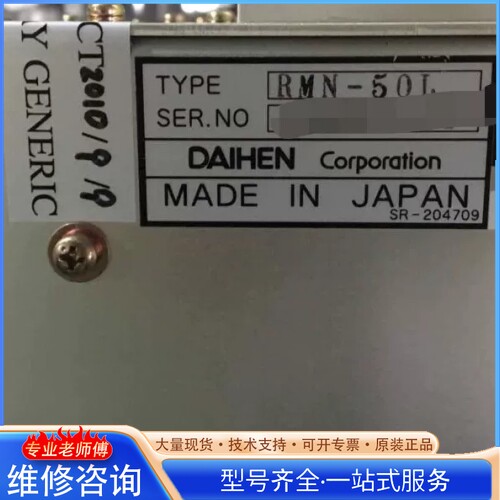 TYPE RMN-50L
SER.NO
DAIHEN Corporation
MADE IN JAPAN
SR-204709
CT2010/9/9
Y GENERIC
专业老师傅
维修咨询
大量现货·技术支持·可开专票·原装正品
型号齐全·一站式服务